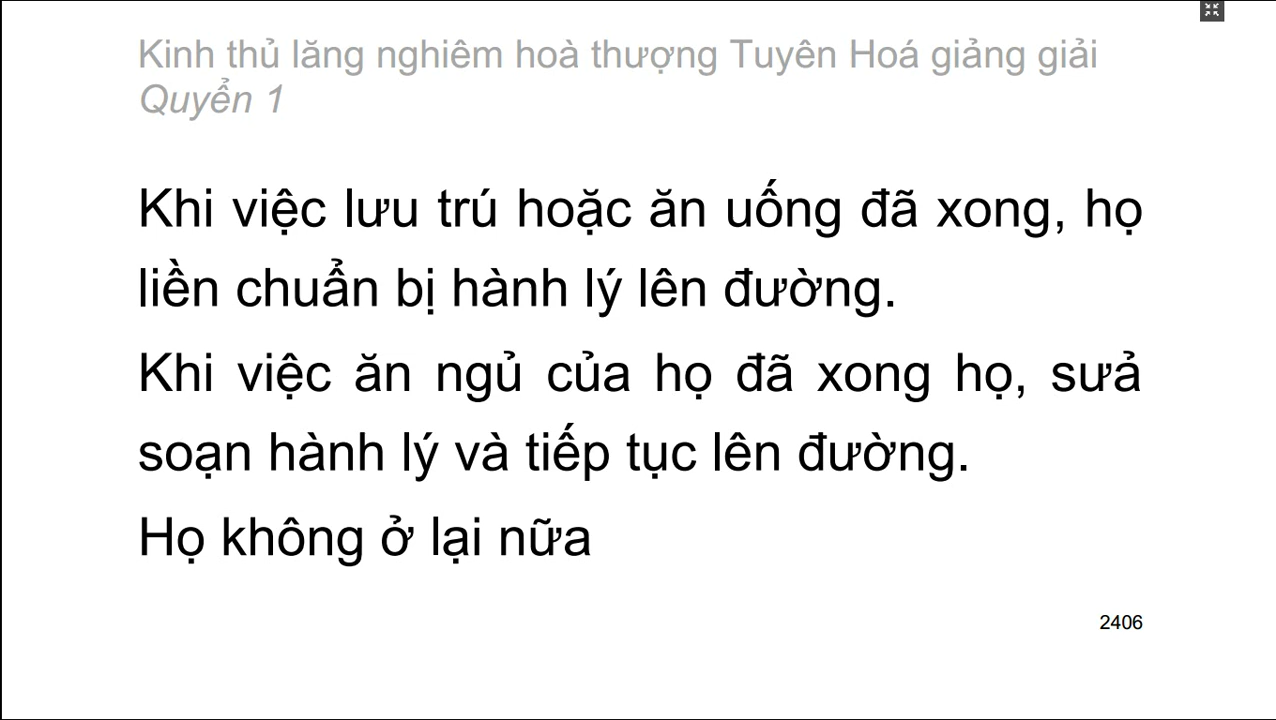 Kinh thủ lăng nghiêm hoà thượng Tuyên Hoá giảng giải
Quyển 1
Khi việc lưu trú hoặc ăn uống đã xong, họ
liền chuẩn bị hành lý lên đường.
Khi việc ăn ngủ của họ đã xong họ, sưả
soạn hành lý và tiếp tục lên đường.
Họ không ở lại nữa
2406